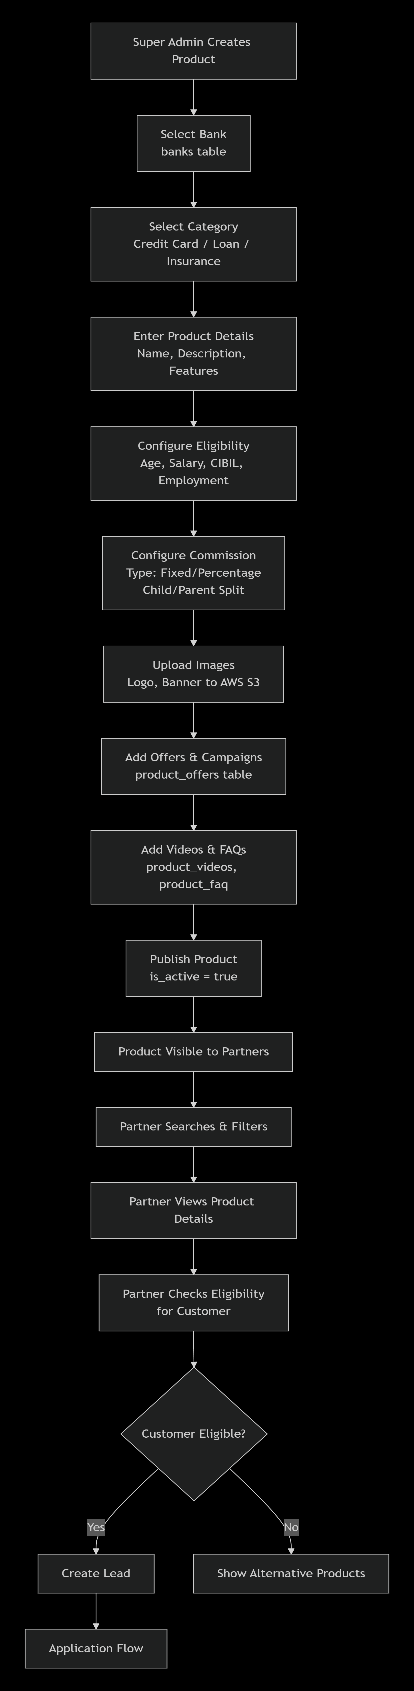 Super Admin Creates
Product
Select Bank
banks table
Select Category
Credit Card / Loan /
Insurance
Enter Product Details
Name, Description,
Features
Configure Eligibility
Age, Salary, CIBIL,
Employment
Configure Commission
Type: Fixed/Percentage
Child/Parent Split
Upload Images
Logo, Banner to AWS S3
Add Offers & Campaigns
product_offers table
Add Videos & FAQs
product_videos,
product_faq
Publish Product
is_active = true
Product Visible to Partners
Partner Searches & Filters
Partner Views Product
Details
Partner Checks Eligibility
for Customer
Customer Eligible?
Yes
No
Create Lead
Show Alternative Products
Application Flow